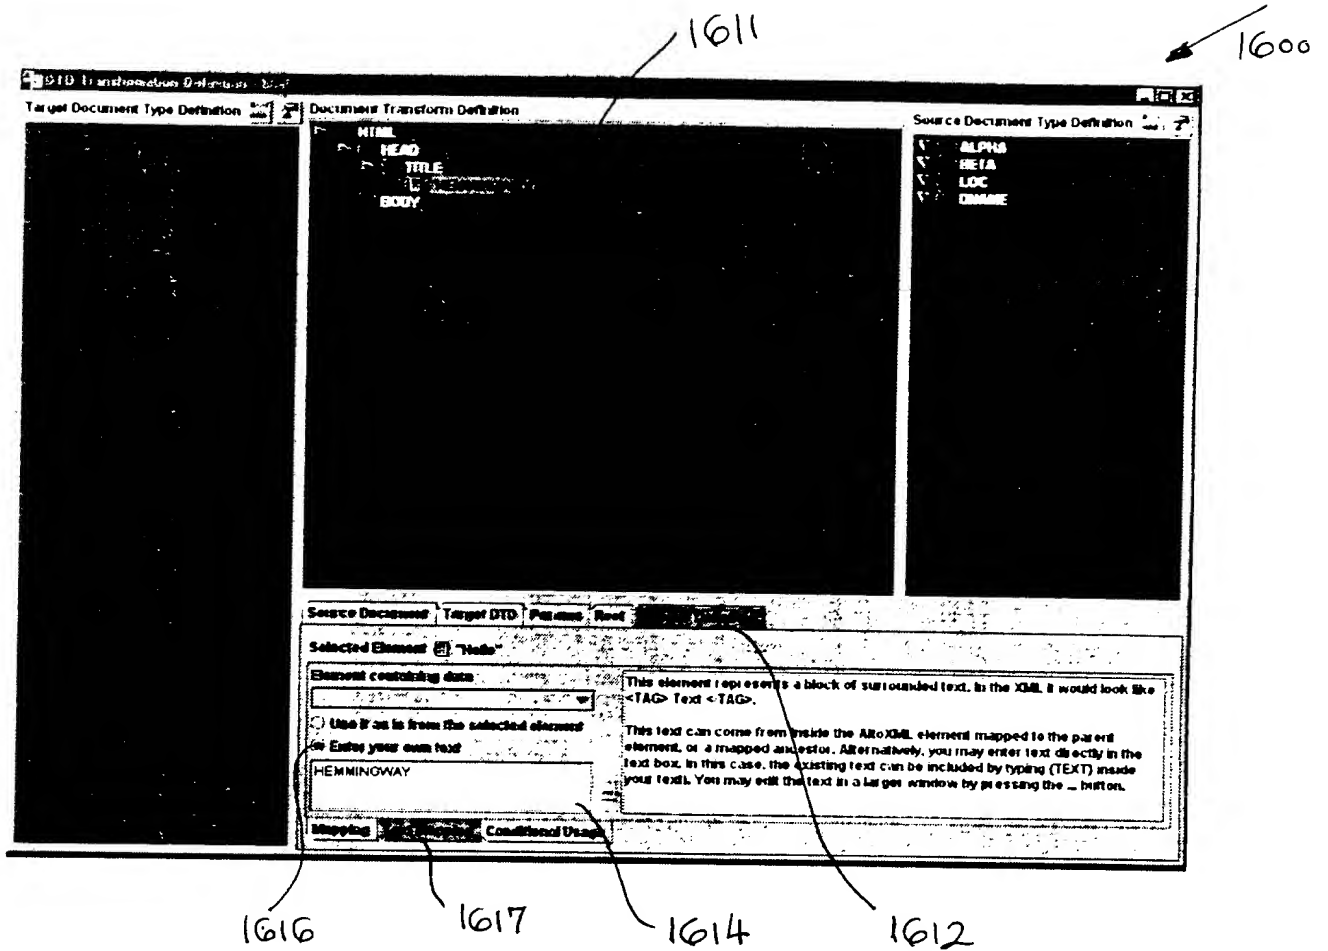 1611
1600
DTD Transformation Definition
Target Document Type Definition
Document Transform Definition
Source Document Type Definition
HTML
HEAD
TITLE
BODY
ALPHA
BETA
LOC
DNAME
Source Document Target DTD Params Root
Selected Element "Hello"
Element containing data
Use it as is from the selected element
Enter your own text
HEMMINGWAY
This element represents a block of surrounded text. In the XML it would look like
<TAG> Text <-TAG>.
This text can come from inside the AltoXML element mapped to the parent
element, or a mapped ancestor. Alternatively, you may enter text directly in the
text box. In this case, the existing text can be included by typing {TEXT} inside
your text\. You may edit the text in a larger window by pressing the ... button.
Mapping Conditional Usage
1616
1617
1614
1612